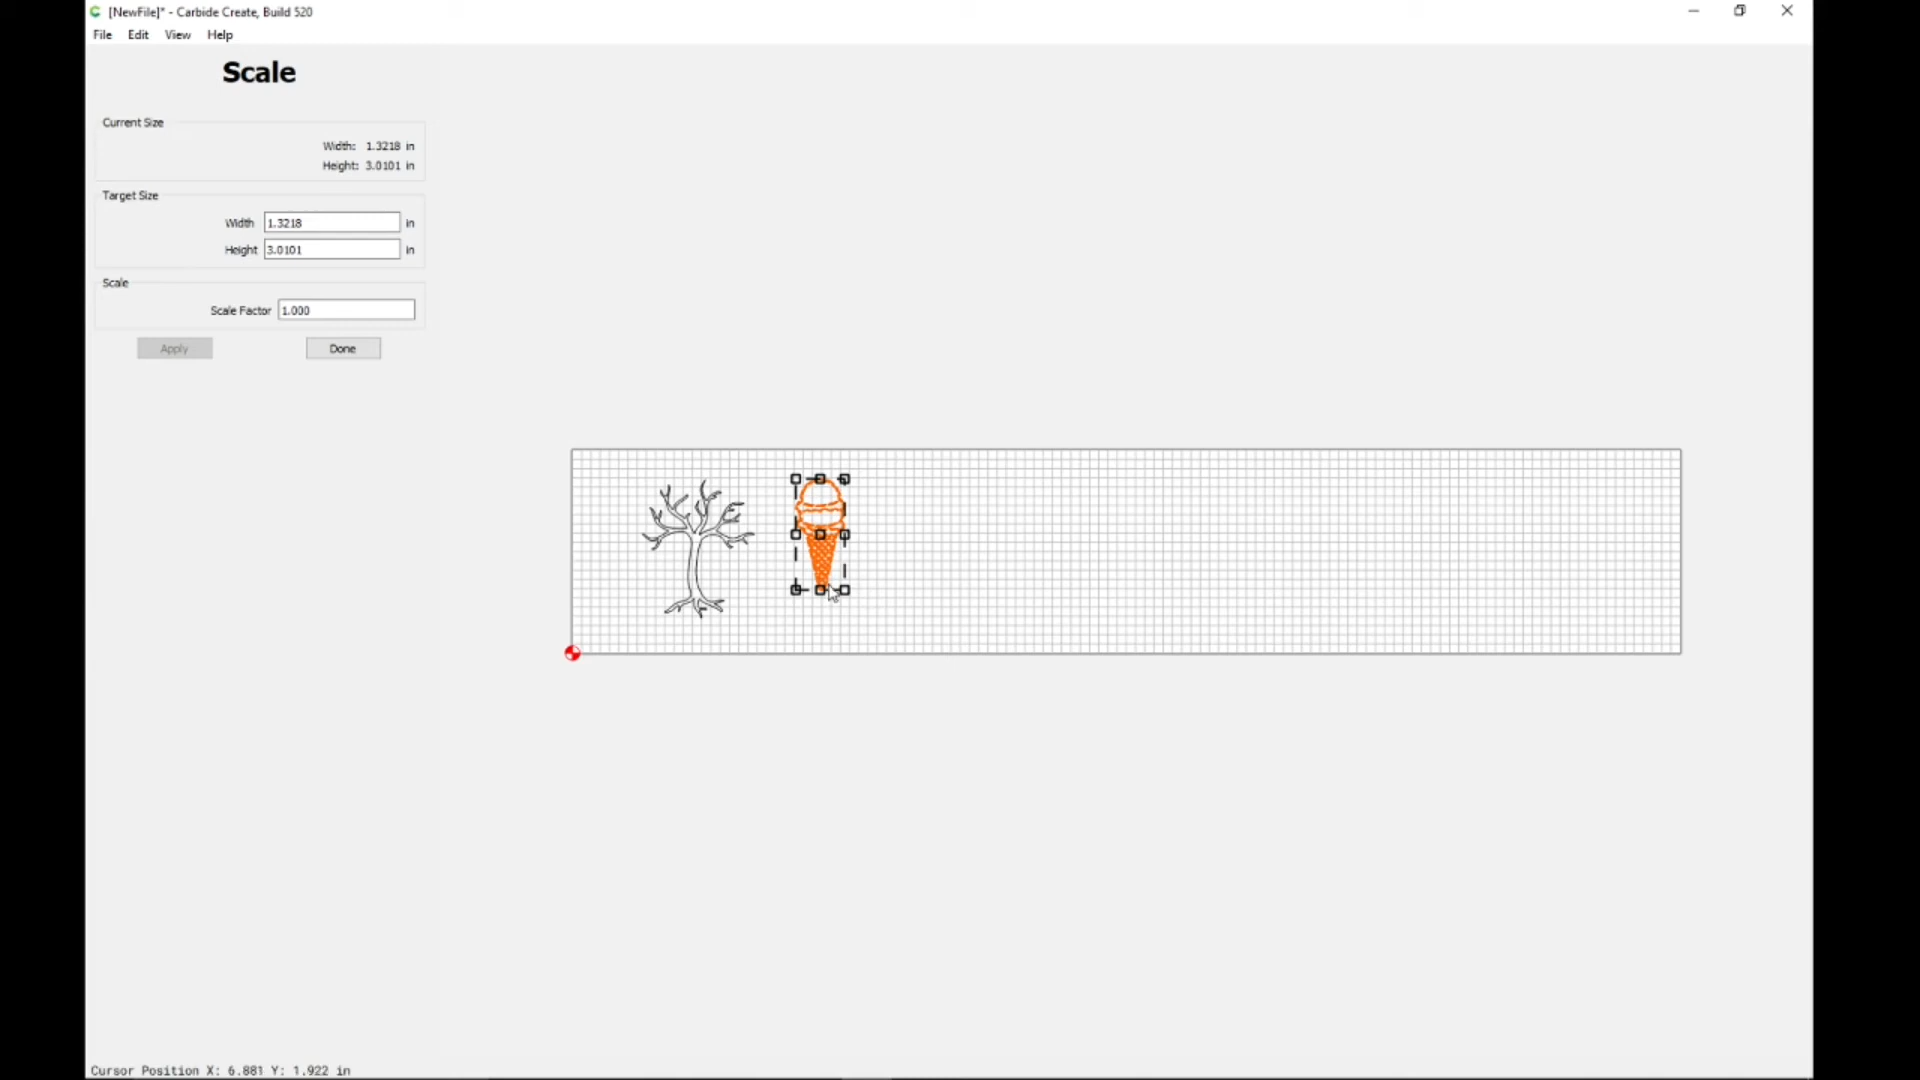 [NewFile]* - Carbide Create, Build 520
File Edit View Help
Scale
Current Size
Width: 1.3218 in
Height: 3.0101 in
Target Size
Width 1.3218 in
Height 3.0101 in
Scale
Scale Factor 1.000
Apply Done
Cursor Position X: 6.881 Y: 1.922 in